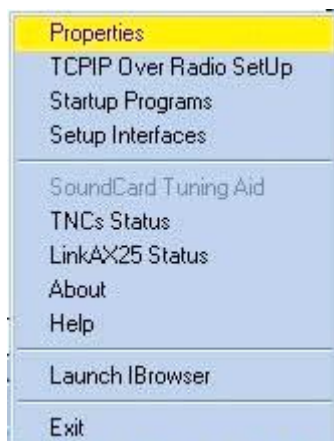 Properties
TCPIP Over Radio SetUp
Startup Programs
Setup Interfaces
SoundCard Tuning Aid
TNCs Status
LinkAX25 Status
About
Help
Launch IBrowser
Exit